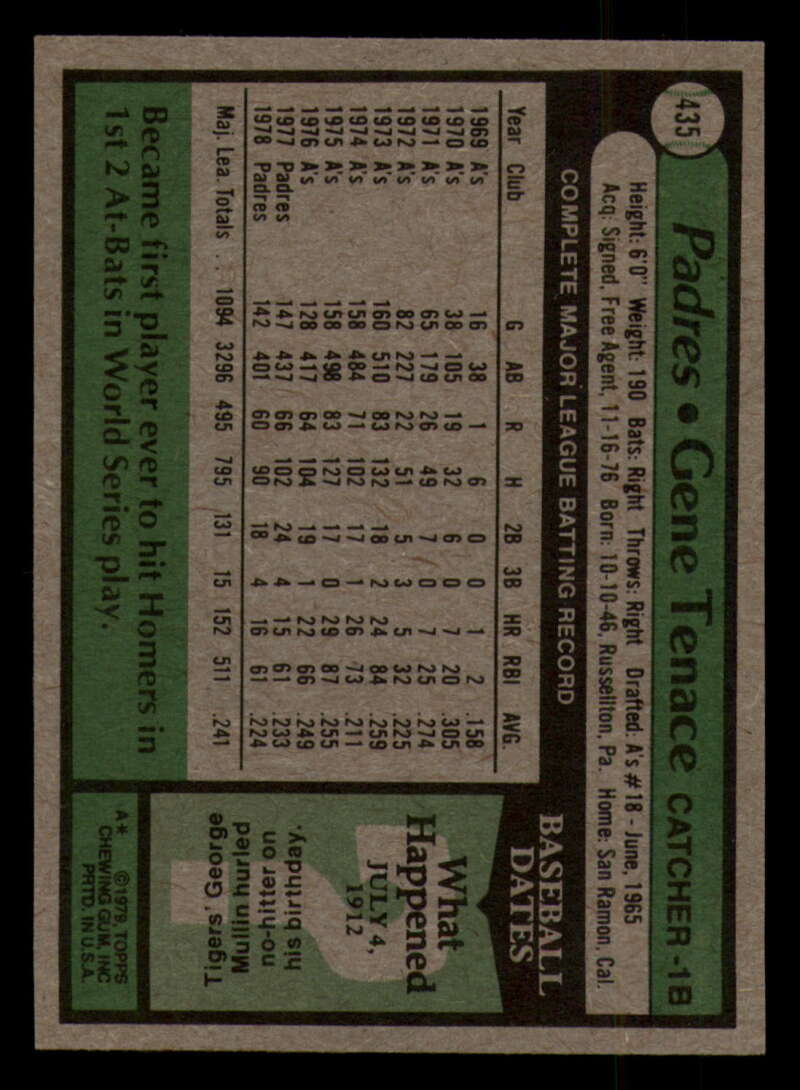 435
Padres • Gene Tenace CATCHER-1B
Height: 6'0" Weight: 190 Bats: Right Throws: Right Drafted: A's #18 - June, 1965
Acq: Signed, Free Agent, 11-16-76 Born: 10-10-46, Russellton, Pa. Home: San Ramon, Cal.
COMPLETE MAJOR LEAGUE BATTING RECORD
Year Club G AB R H 2B 3B HR RBI AVG.
1969 A's 16 38 1 6 0 0 1 2 .158
1970 A's 38 105 19 32 6 0 7 20 .305
1971 A's 65 179 26 49 7 0 7 25 .274
1972 A's 82 227 22 51 5 3 5 32 .225
1973 A's 160 510 83 132 18 2 24 84 .259
1974 A's 158 484 71 102 17 1 26 73 .211
1975 A's 158 498 83 127 17 0 29 87 .255
1976 A's 128 417 64 104 19 1 22 66 .249
1977 Padres 147 437 66 102 24 4 15 61 .233
1978 Padres 142 401 60 90 18 4 16 61 .224
Maj. Lea. Totals . . 1094 3296 495 795 131 15 152 511 .241
Became first player ever to hit Homers in
1st 2 At-Bats in World Series play.
BASEBALL
DATES
What
Happened
JULY 4,
1912
Tigers' George
Mullin hurled
no-hitter on
his birthday.
A* ©1979, TOPPS
CHEWING GUM, INC
PRTD. IN U.S.A.